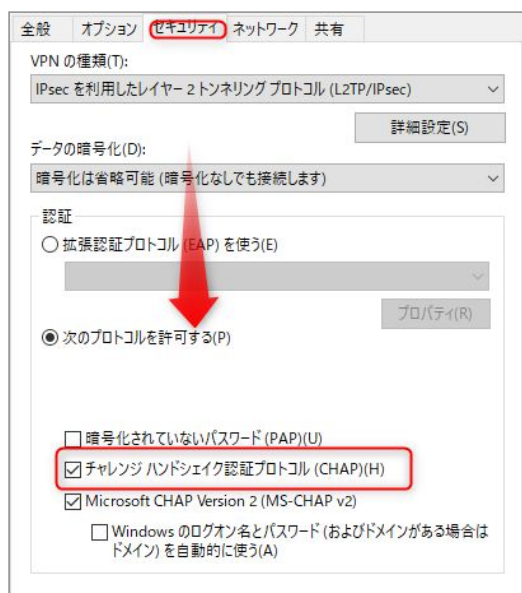 全般 オプション セキュリティ ネットワーク 共有
VPN の種類(T):
IPsec を利用したレイヤー 2 トンネリング プロトコル (L2TP/IPsec)
詳細設定(S)
データの暗号化(D):
暗号化は省略可能 (暗号化なしでも接続します)
認証
拡張認証プロトコル (EAP) を使う(E)
プロパティ(R)
次のプロトコルを許可する(P)
暗号化されていないパスワード (PAP)(U)
チャレンジ ハンドシェイク認証プロトコル (CHAP)(H)
Microsoft CHAP Version 2 (MS-CHAP v2)
Windows のログオン名とパスワード (およびドメインがある場合は
ドメイン) を自動的に使う(A)